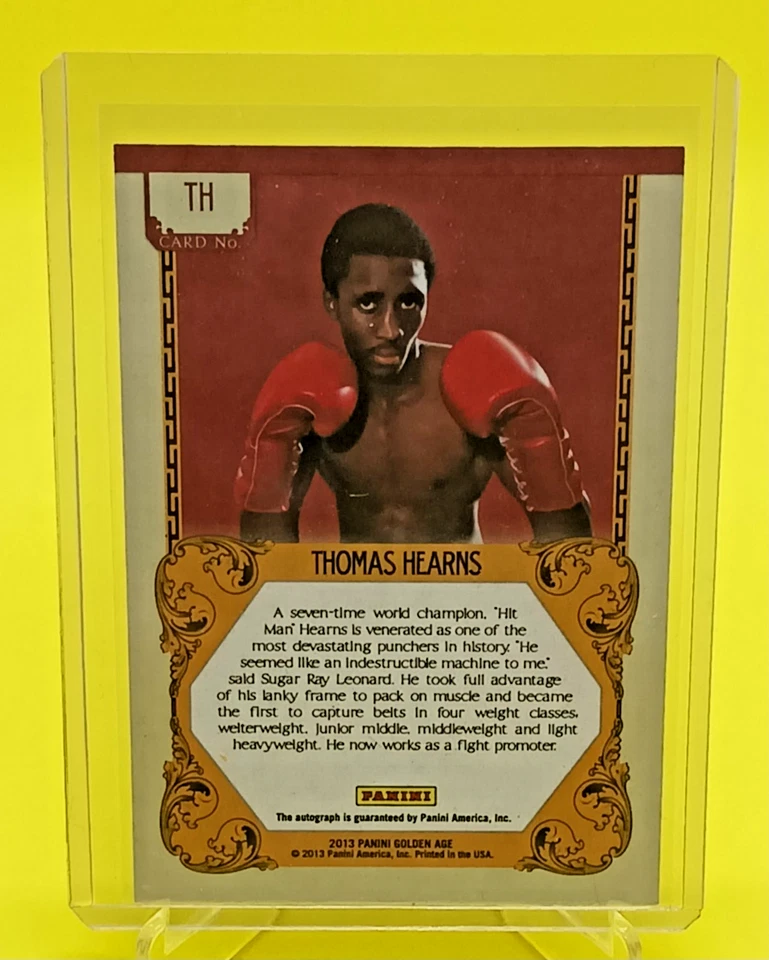 TH
CARD No.
THOMAS HEARNS
A seven-time world champion, "Hit
Man" Hearns is venerated as one of the
most devastating punchers in history. "He
seemed like an indestructible machine to me,"
said Sugar Ray Leonard. He took full advantage
of his lanky frame to pack on muscle and became
the first to capture belts in four weight classes,
welterweight, junior middle, middleweight and light
heavyweight. He now works as a fight promoter.
PANINI
The autograph is guaranteed by Panini America, Inc.
2013 PANINI GOLDEN AGE
© 2013 Panini America, Inc. Printed in the USA.